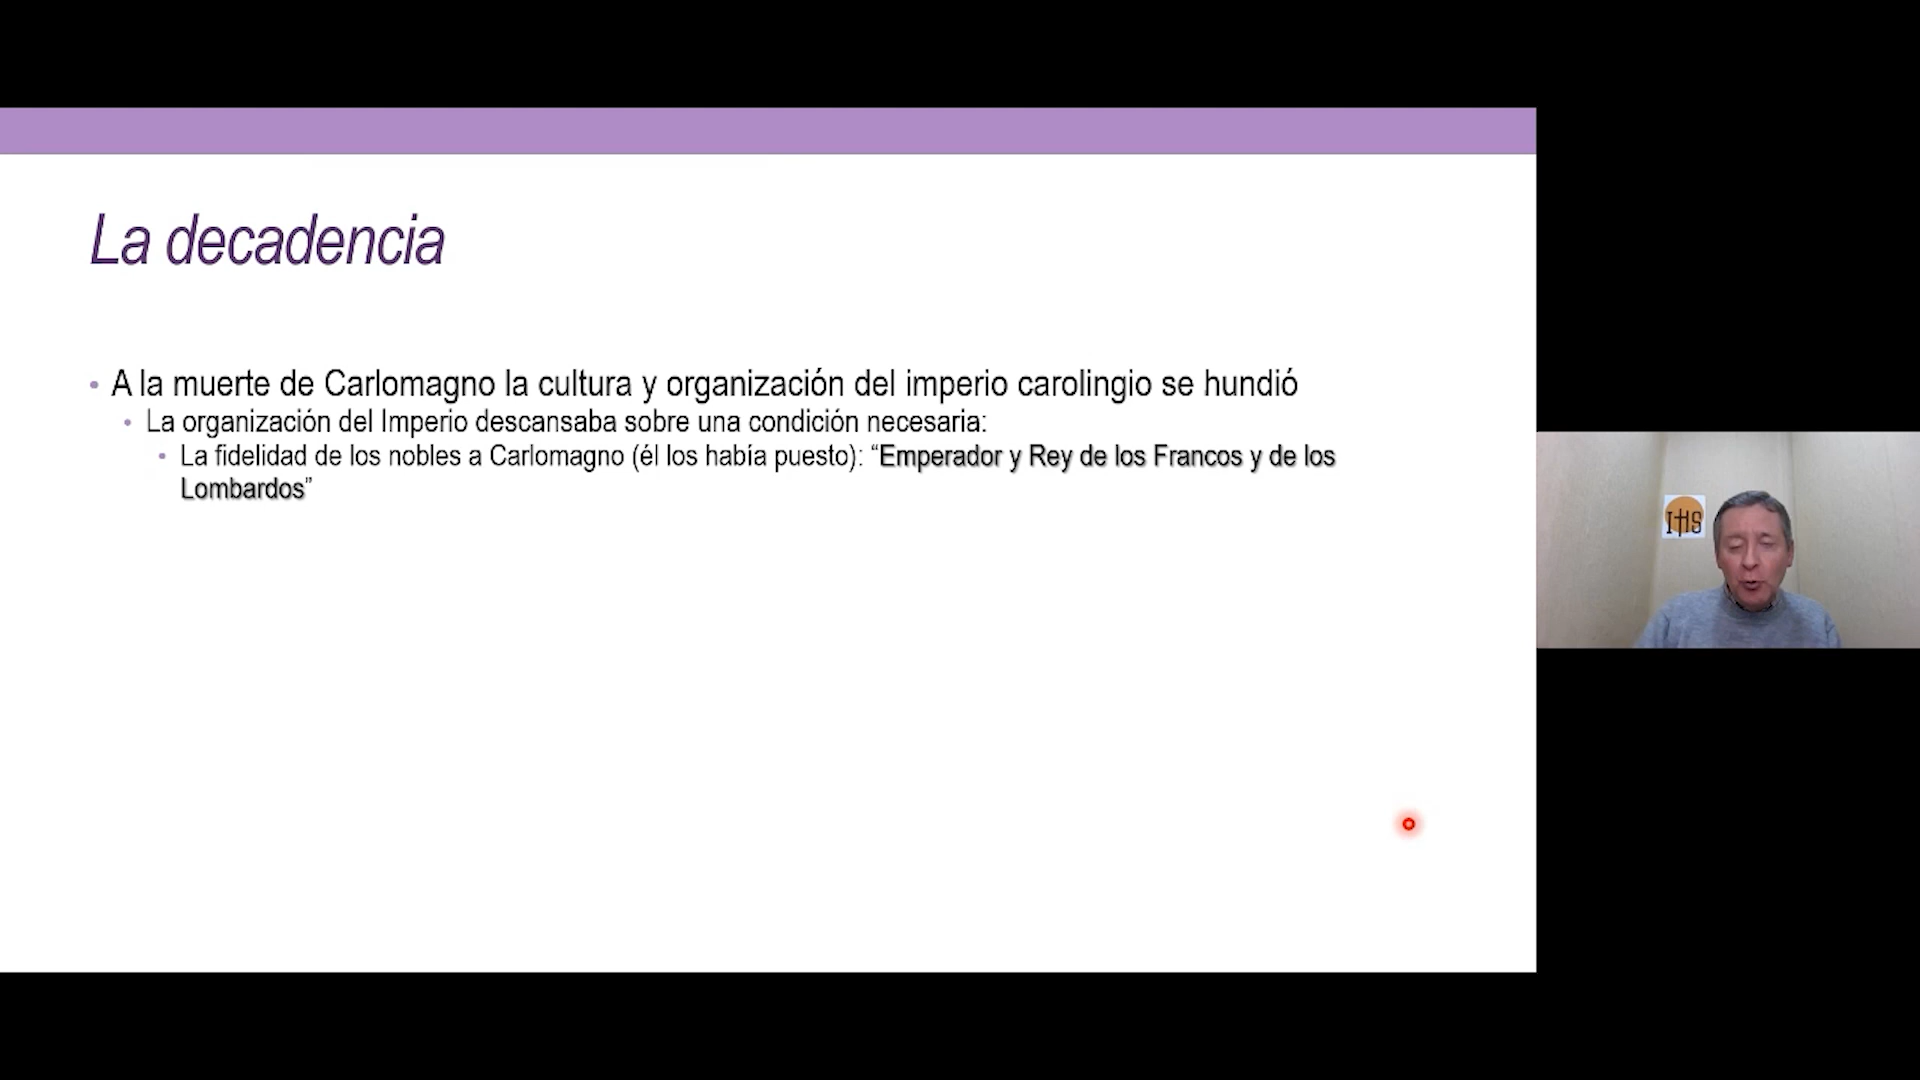 La decadencia
• A la muerte de Carlomagno la cultura y organización del imperio carolingio se hundió
• La organización del Imperio descansaba sobre una condición necesaria:
• La fidelidad de los nobles a Carlomagno (él los había puesto): “Emperador y Rey de los Francos y de los
Lombardos”
IHS